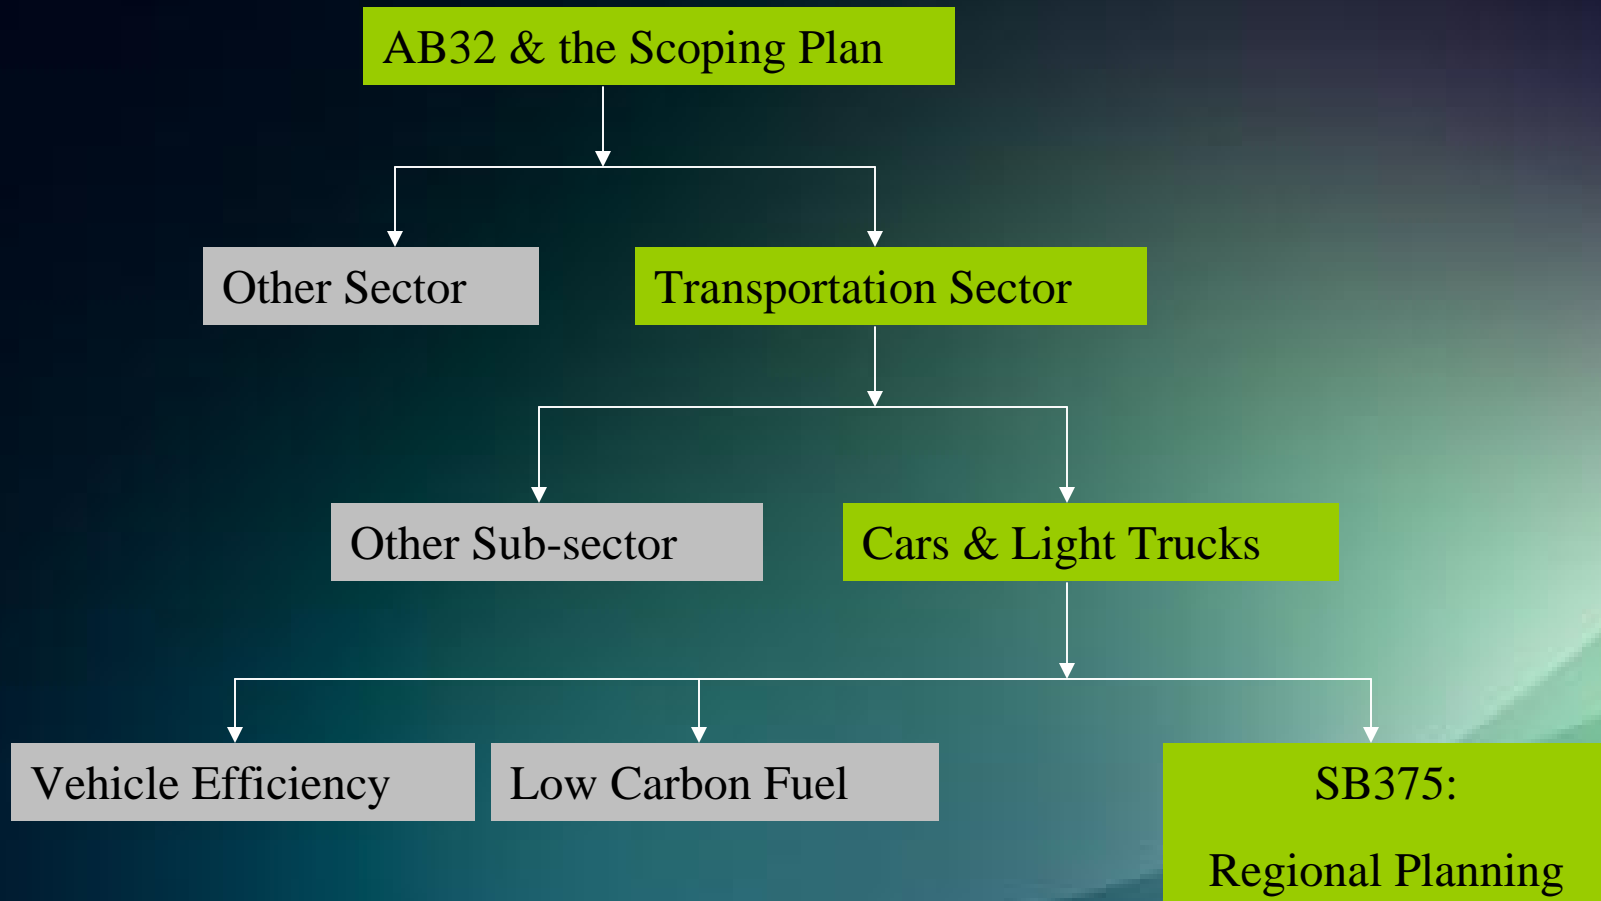 AB32 & the Scoping Plan
Other Sector
Transportation Sector
Other Sub-sector
Cars & Light Trucks
Vehicle Efficiency
Low Carbon Fuel
SB375:
Regional Planning